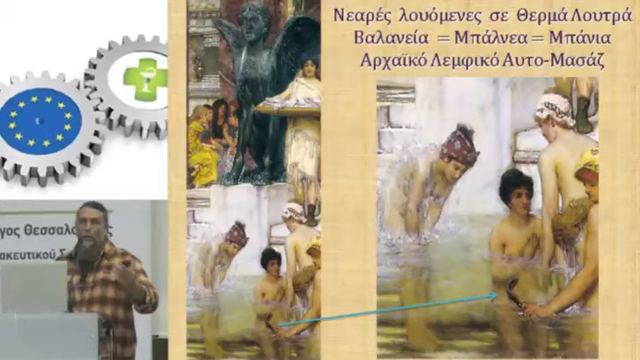 Νεαρές λουόμενες σε Θερμά Λουτρά
Βαλανεία = Μπάλνεα = Μπάνια
Αρχαϊκό Λεμφικό Αυτο-Μασάζ